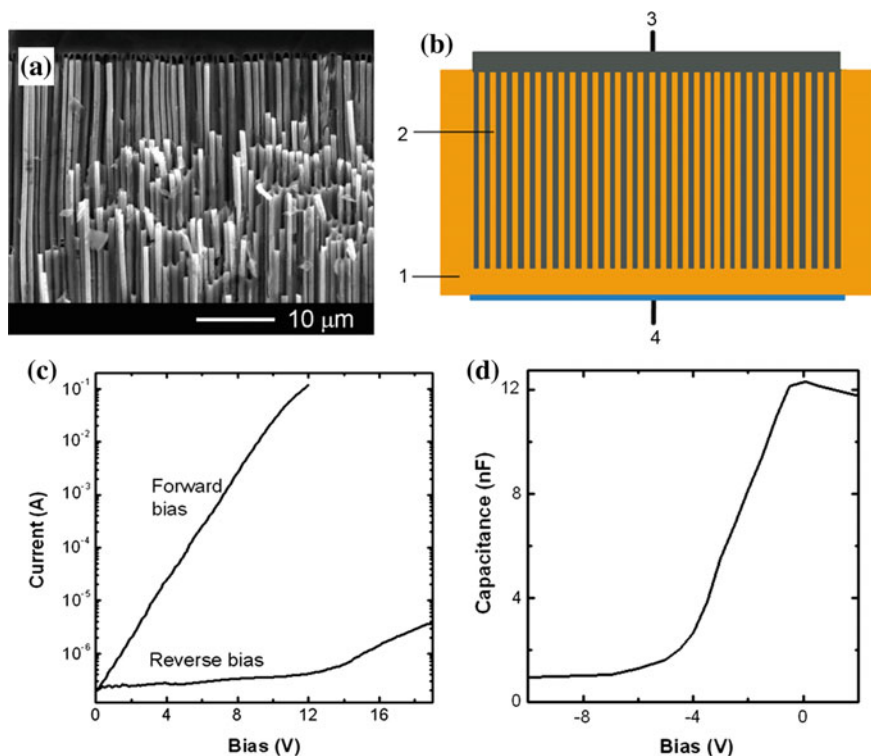 (a)
10 μm
(b)
3
2
1
4
(c)
10⁻¹
10⁻²
10⁻³
10⁻⁴
10⁻⁵
10⁻⁶
Current (A)
Forward
bias
Reverse bias
0 4 8 12 16
Bias (V)
(d)
12
8
4
0
Capacitance (nF)
-8 -4 0
Bias (V)